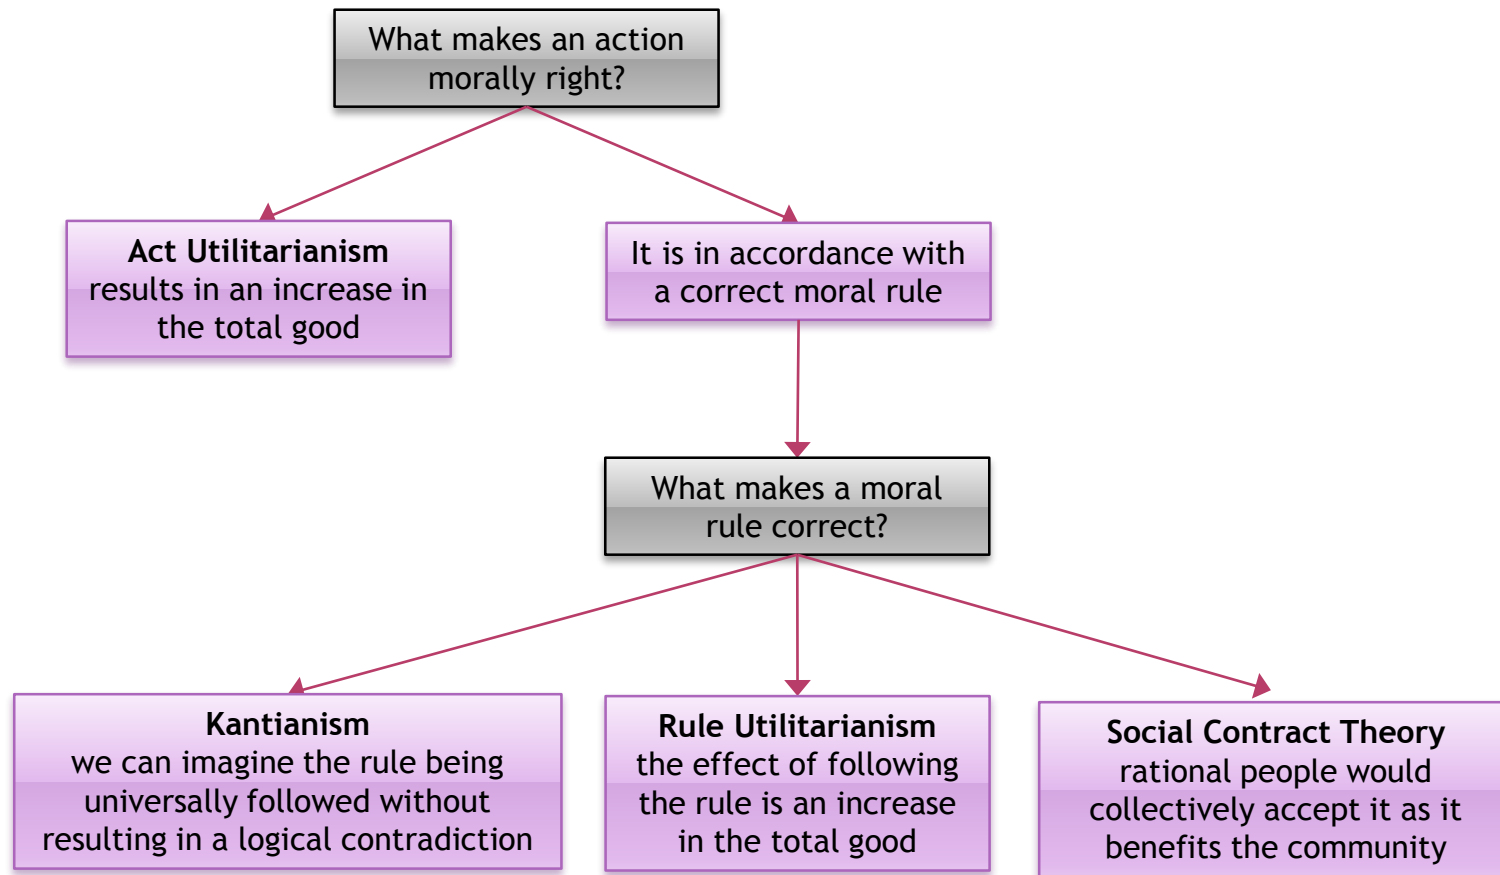 What makes an action
morally right?
Act Utilitarianism
results in an increase in
the total good
It is in accordance with
a correct moral rule
What makes a moral
rule correct?
Kantianism
we can imagine the rule being
universally followed without
resulting in a logical contradiction
Rule Utilitarianism
the effect of following
the rule is an increase
in the total good
Social Contract Theory
rational people would
collectively accept it as it
benefits the community